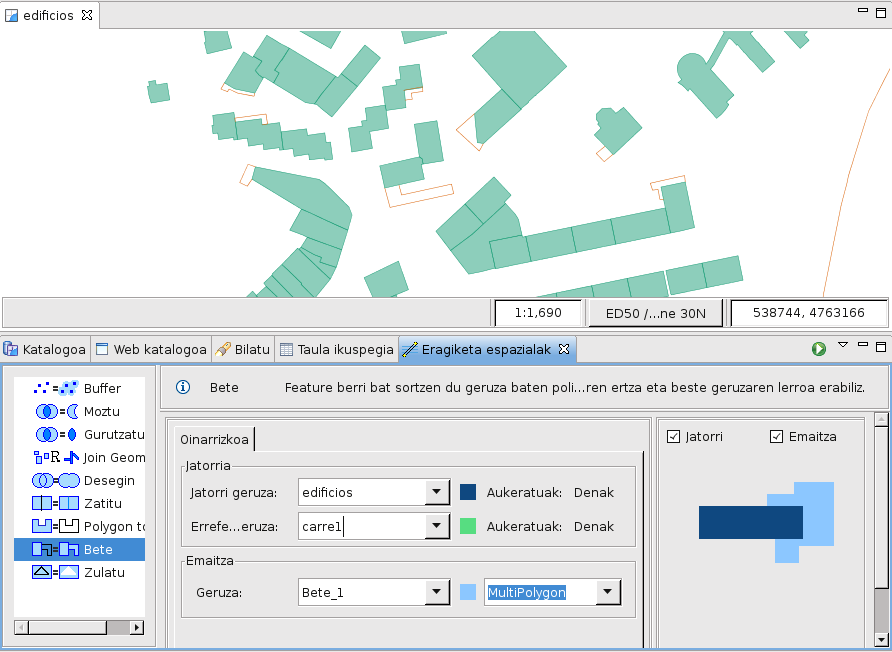 edificios
1:1,690
ED50 /...ne 30N
538744, 4763166
Katalogoa
Web katalogoa
Bilatu
Taula ikuspegia
Eragiketa espazialak
Buffer
Moztu
Gurutzatu
Join Geom
Desegin
Zatitu
Polygon to
Bete
Zulatu
Bete
Feature berri bat sortzen du geruza baten poli...ren ertza eta beste geruzaren lerroa erabiliz.
Oinarrizkoa
Jatorria
Jatorri geruza:
edificios
Aukeratuak:
Denak
Errefe...eruza:
carre1
Aukeratuak:
Denak
Emaitza
Geruza:
Bete_1
MultiPolygon
Jatorri
Emaitza